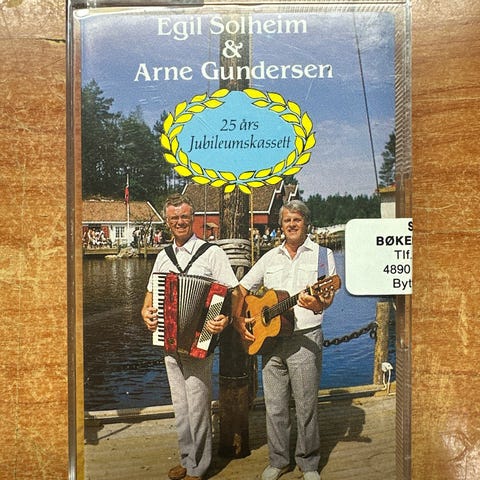 Egil Solheim
&
Arne Gundersen
25 års
Jubileumskassett
S
BØKE
Tlf.
4890
Byt